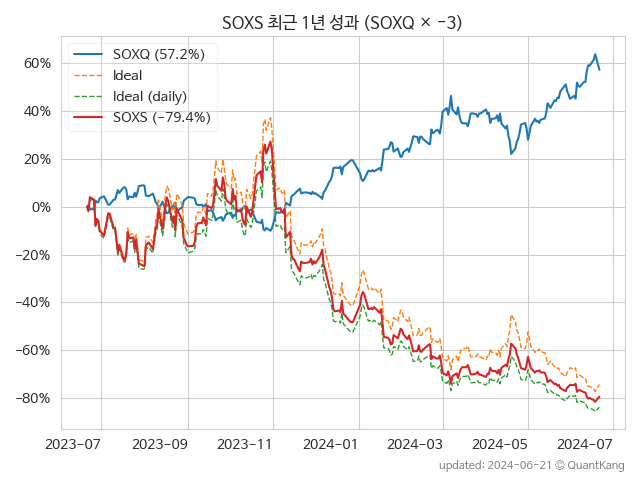 SOXS 최근 1년 성과 (SOXQ × −3)
SOXQ (57.2%)
Ideal
Ideal (daily)
SOXS (−79.4%)
60%
40%
20%
0%
−20%
−40%
−60%
−80%
2023-07 2023-09 2023-11 2024-01 2024-03 2024-05 2024-07
updated: 2024-06-21 ⓒ QuantKang